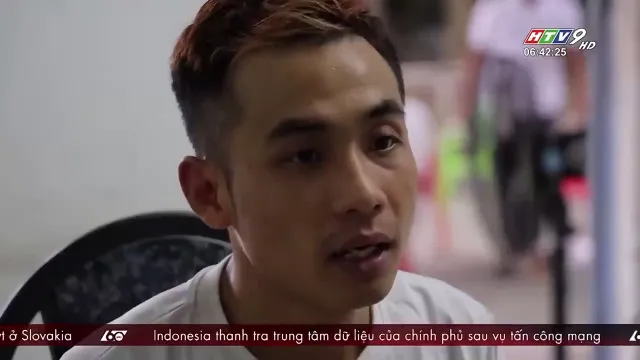 HTV9 HD
06:42:25
ở Slovakia 60 Indonesia thanh tra trung tâm dữ liệu của chính phủ sau vụ tấn công mạng